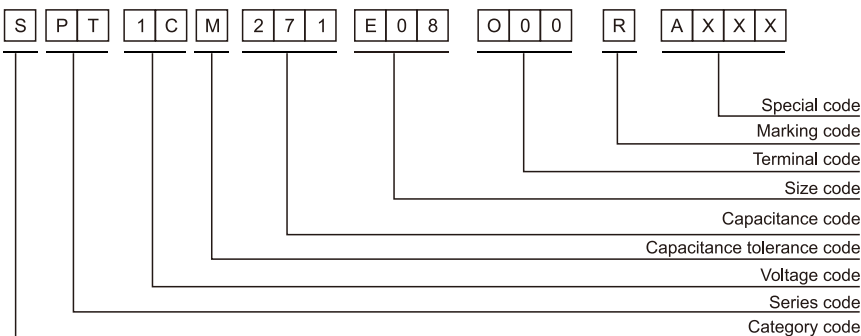 S P T 1 C M 2 7 1 E 0 8 O 0 0 R A X X X
Special code
Marking code
Terminal code
Size code
Capacitance code
Capacitance tolerance code
Voltage code
Series code
Category code